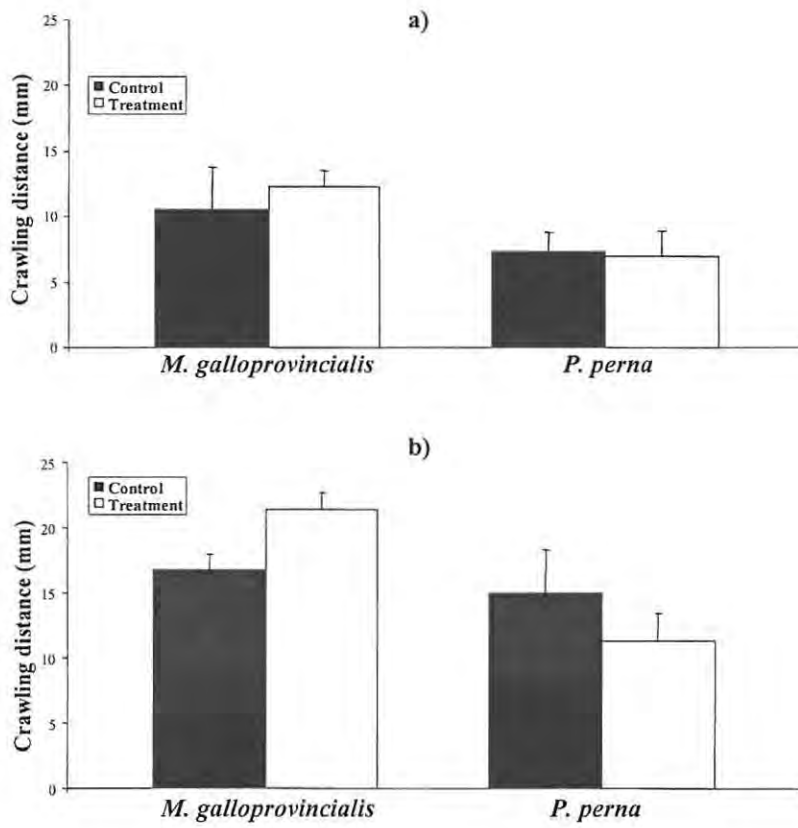 a)
25
20
15
10
5
0
Crawling distance (mm)
Control
Treatment
M. galloprovincialis P. perna
b)
25
20
15
10
5
0
Crawling distance (mm)
Control
Treatment
M. galloprovincialis P. perna